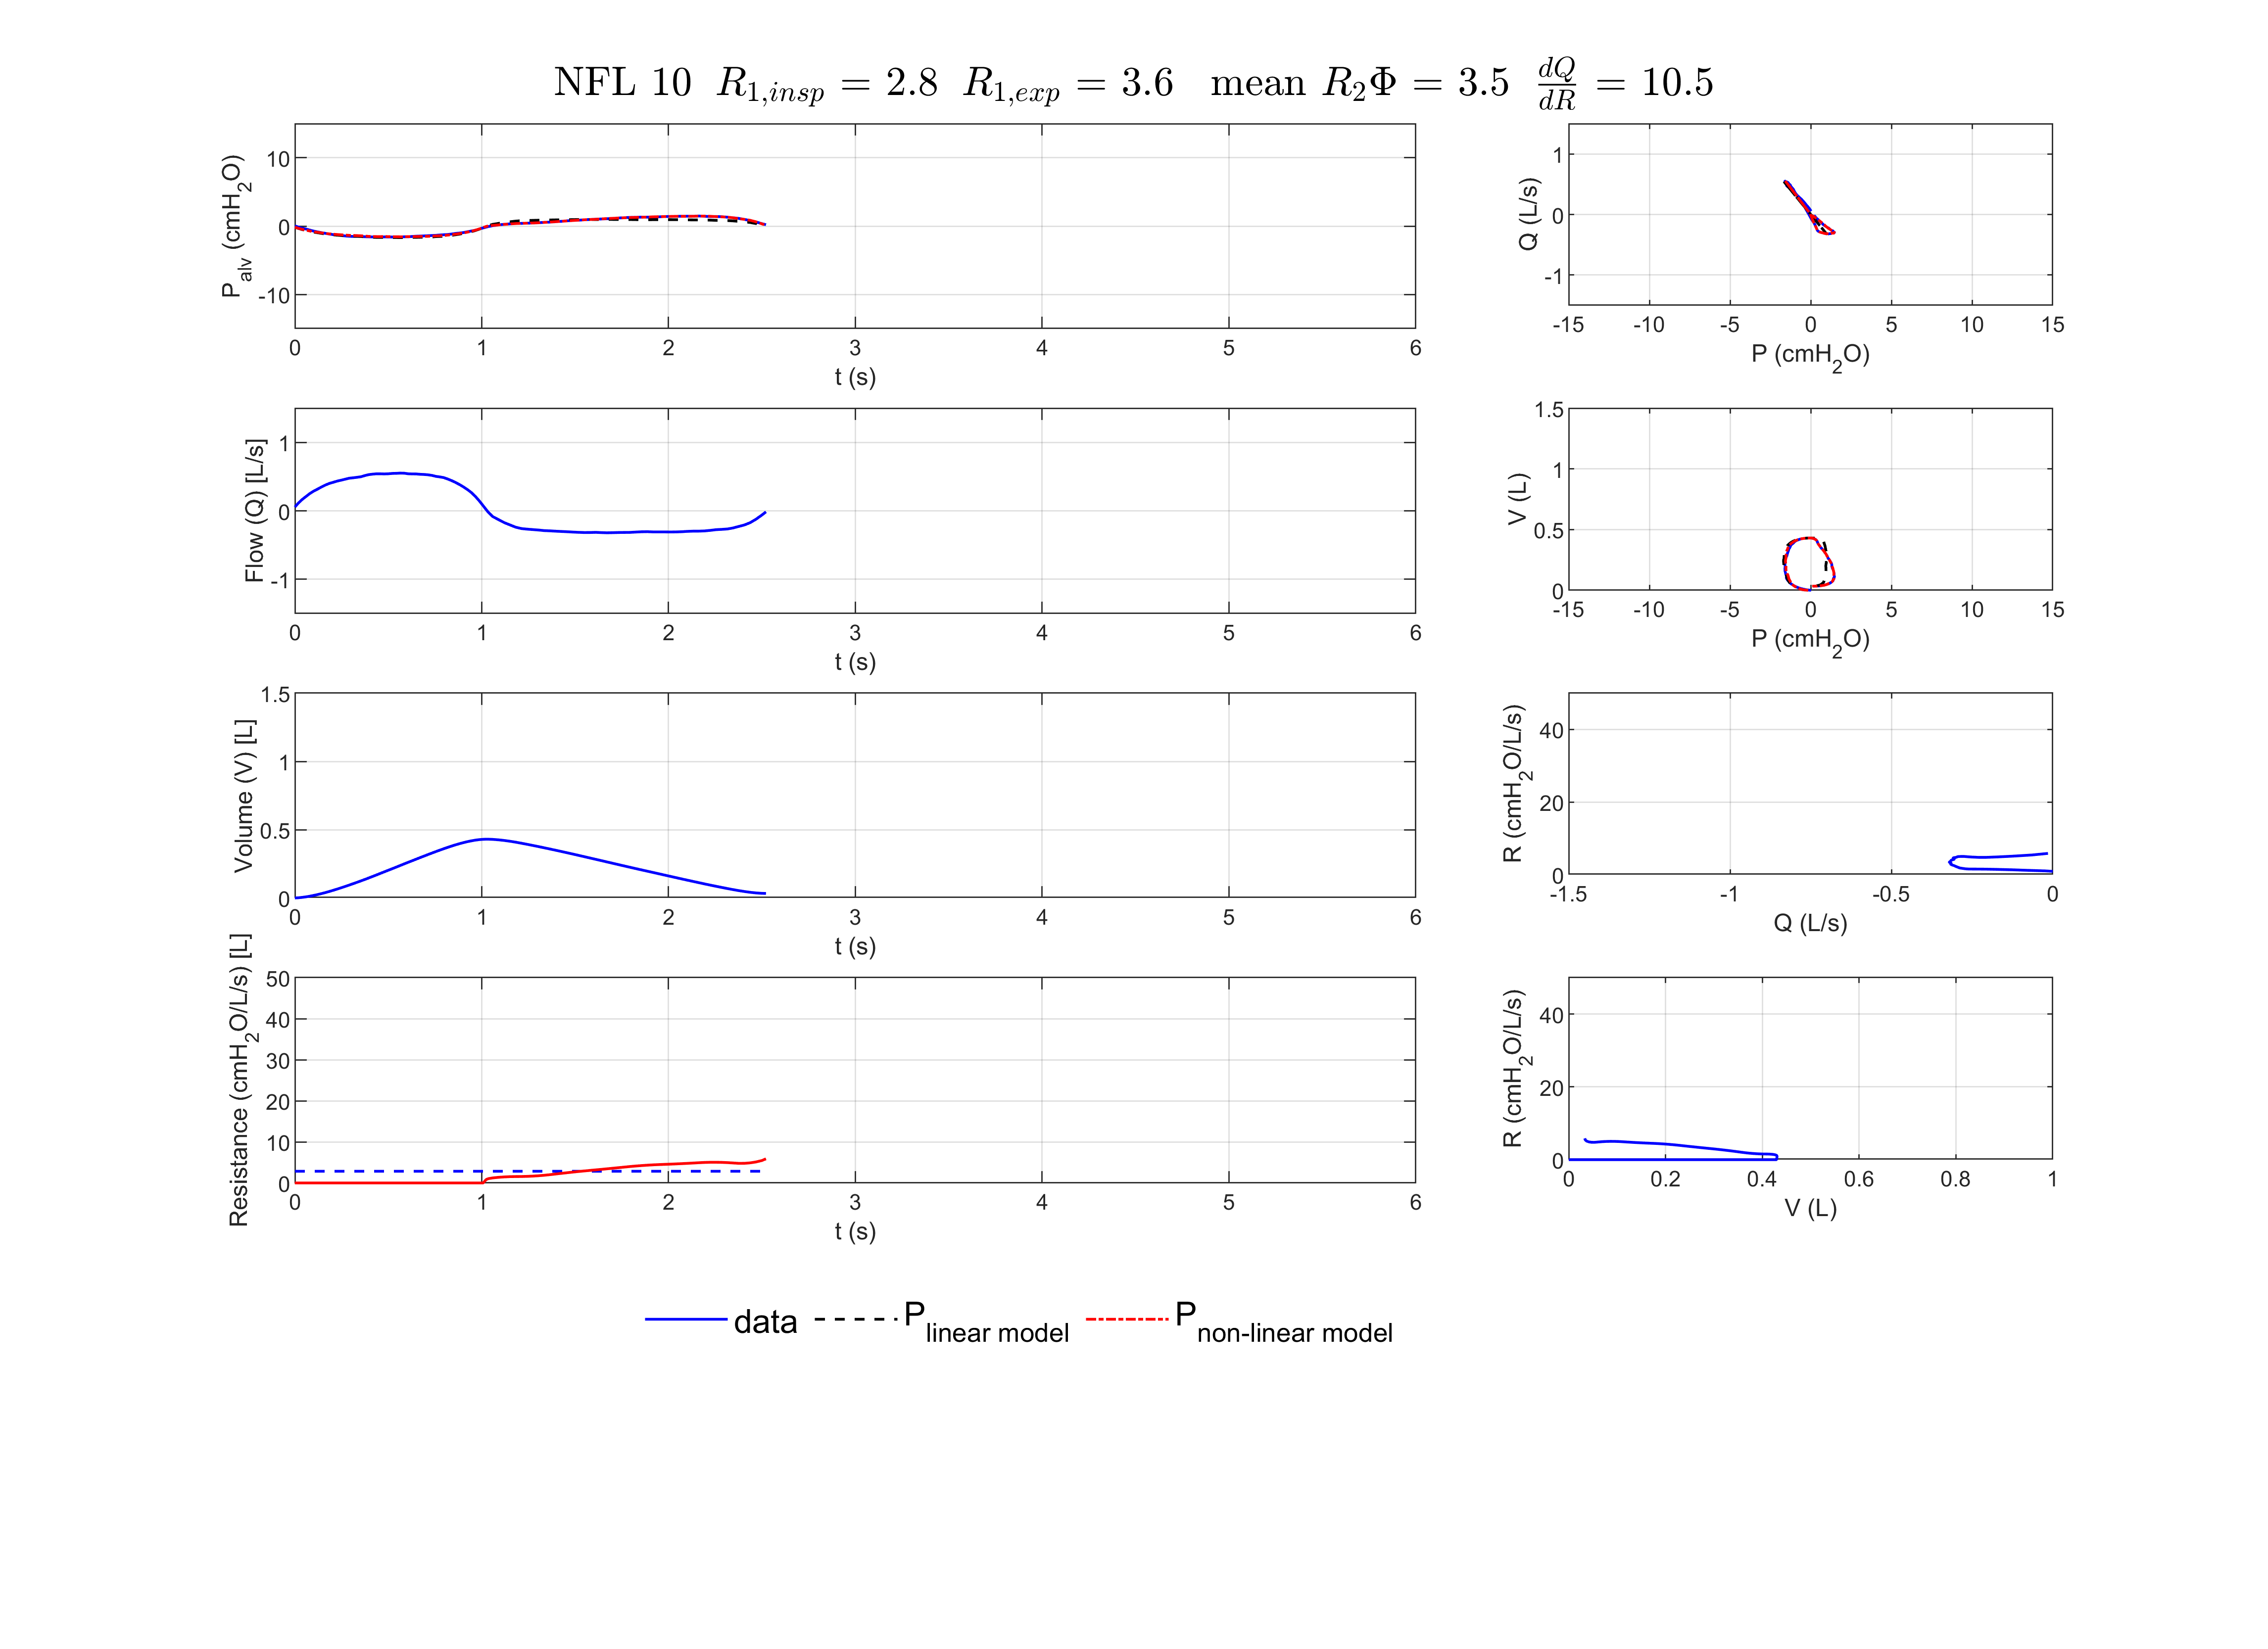 NFL 10 R1,insp = 2.8 R1,exp = 3.6 mean R2Φ = 3.5 dQ/dR = 10.5
Palv (cmH2O)
10
0
-10
0 1 2 3 4 5 6
t (s)
Q (L/s)
1
0
-1
-15 -10 -5 0 5 10 15
P (cmH2O)
Flow (Q) [L/s]
1
0
-1
0 1 2 3 4 5 6
t (s)
V (L)
1.5
1
0.5
0
-15 -10 -5 0 5 10 15
P (cmH2O)
Volume (V) [L]
1.5
1
0.5
0
0 1 2 3 4 5 6
t (s)
R (cmH2O/L/s)
40
20
0
-1.5 -1 -0.5 0
Q (L/s)
Resistance (cmH2O/L/s) [L]
50
40
30
20
10
0
0 1 2 3 4 5 6
t (s)
R (cmH2O/L/s)
40
20
0
0 0.2 0.4 0.6 0.8 1
V (L)
data Plinear model Pnon-linear model